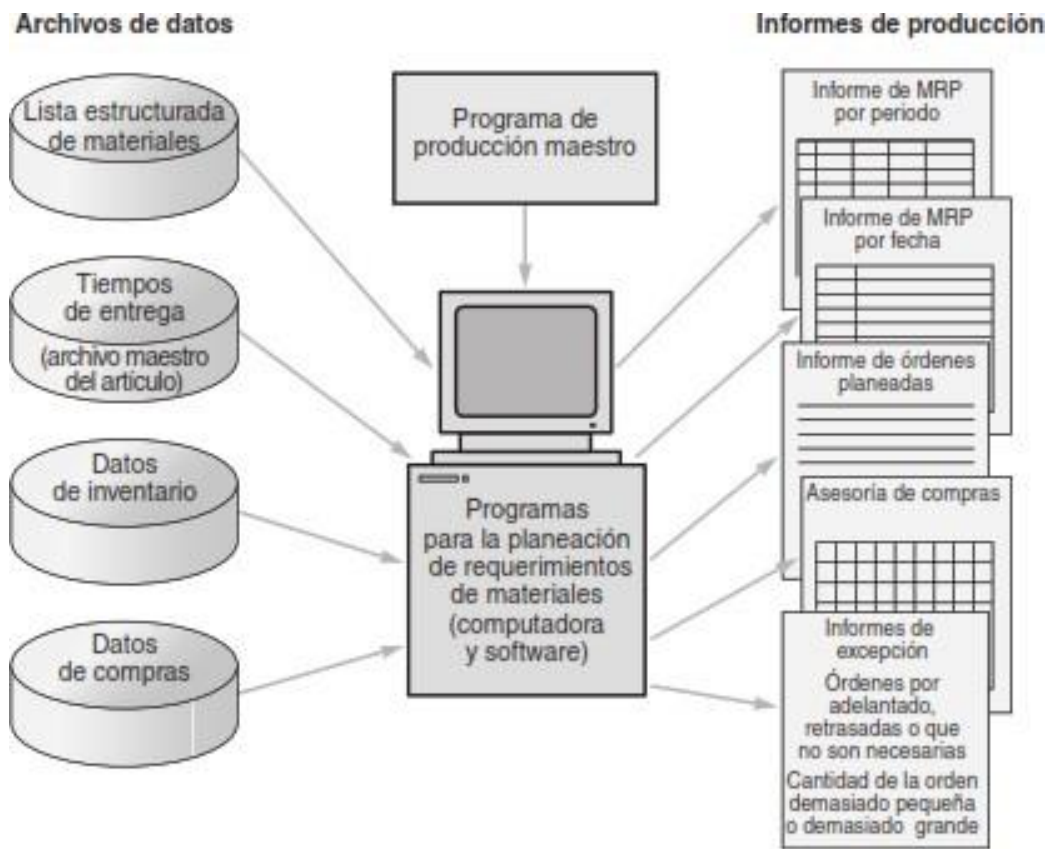 Archivos de datos
Informes de producción
Lista estructurada
de materiales
Tiempos
de entrega
(archivo maestro
del artículo)
Datos
de inventario
Datos
de compras
Programa de
producción maestro
Programas
para la planeación
de requerimientos
de materiales
(computadora
y software)
Informe de MRP
por periodo
Informe de MRP
por fecha
Informe de órdenes
planeadas
Asesoría de compras
Informes de
excepción
Órdenes por
adelantado,
retrasadas o que
no son necesarias
Cantidad de la orden
demasiado pequeña
o demasiado grande